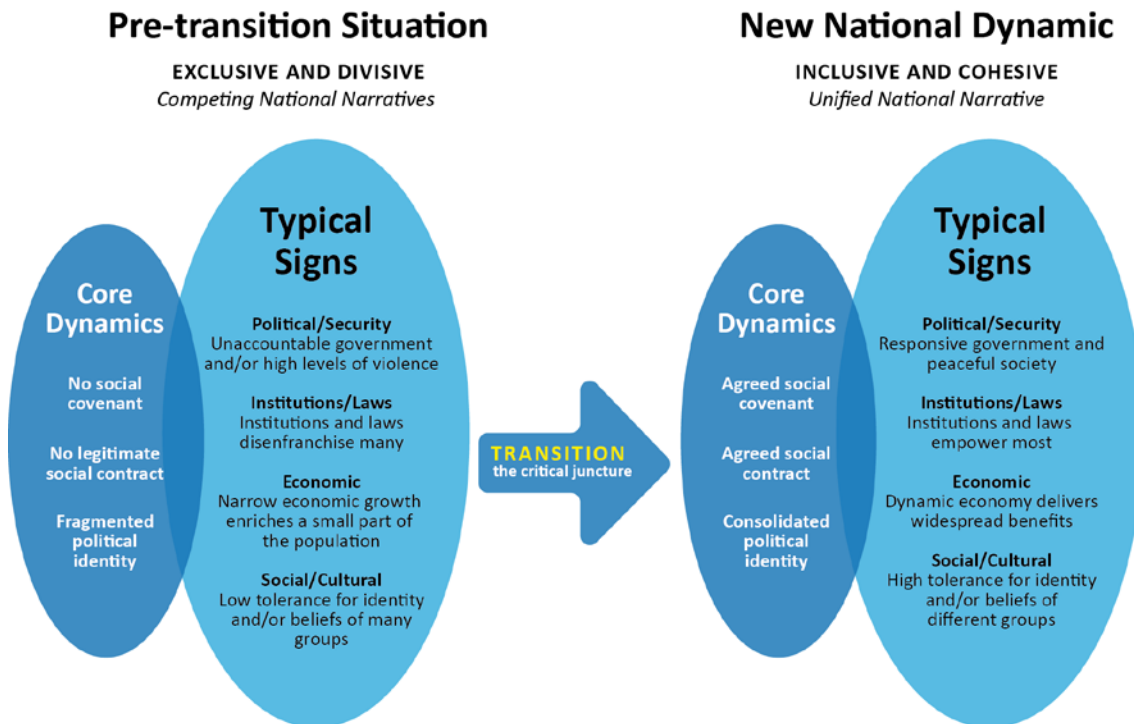 Pre-transition Situation
EXCLUSIVE AND DIVISIVE
Competing National Narratives
Core
Dynamics
No social
covenant
No legitimate
social contract
Fragmented
political
identity
Typical
Signs
Political/Security
Unaccountable government
and/or high levels of violence
Institutions/Laws
Institutions and laws
disenfranchise many
Economic
Narrow economic growth
enriches a small part of
the population
Social/Cultural
Low tolerance for identity
and/or beliefs of many
groups
TRANSITION
the critical juncture
New National Dynamic
INCLUSIVE AND COHESIVE
Unified National Narrative
Core
Dynamics
Agreed social
covenant
Agreed social
contract
Consolidated
political
identity
Typical
Signs
Political/Security
Responsive government and
peaceful society
Institutions/Laws
Institutions and laws
empower most
Economic
Dynamic economy delivers
widespread benefits
Social/Cultural
High tolerance for identity
and/or beliefs of
different groups